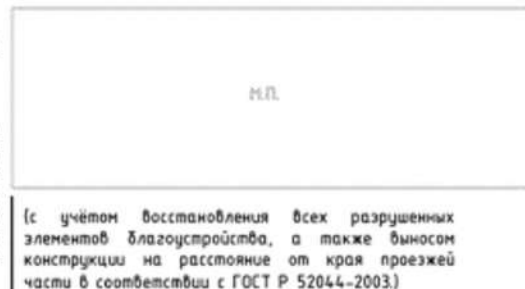 М.П.
(с учётом восстановления всех разрушенных
элементов благоустройства, а также выносом
конструкции на расстояние от края проезжей
части в соответствии с ГОСТ Р 52044-2003.)